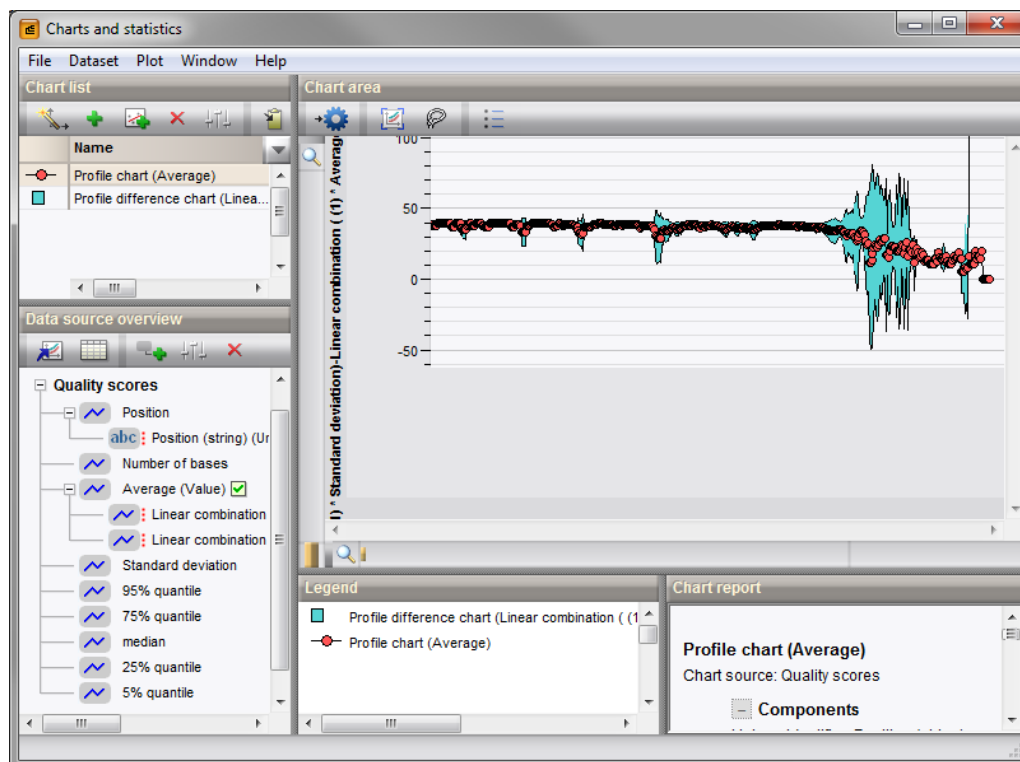 Charts and statistics
File Dataset Plot Window Help
Chart list
Name
Profile chart (Average)
Profile difference chart (Linea...
Data source overview
Quality scores
Position
abc Position (string) (Ur
Number of bases
Average (Value)
Linear combination
Linear combination
Standard deviation
95% quantile
75% quantile
median
25% quantile
5% quantile
Chart area
) * Standard deviation)-Linear combination ( (1) * Averag
100
50
0
-50
Legend
Profile difference chart (Linear combination ( (1
Profile chart (Average)
Chart report
Profile chart (Average)
Chart source: Quality scores
Components